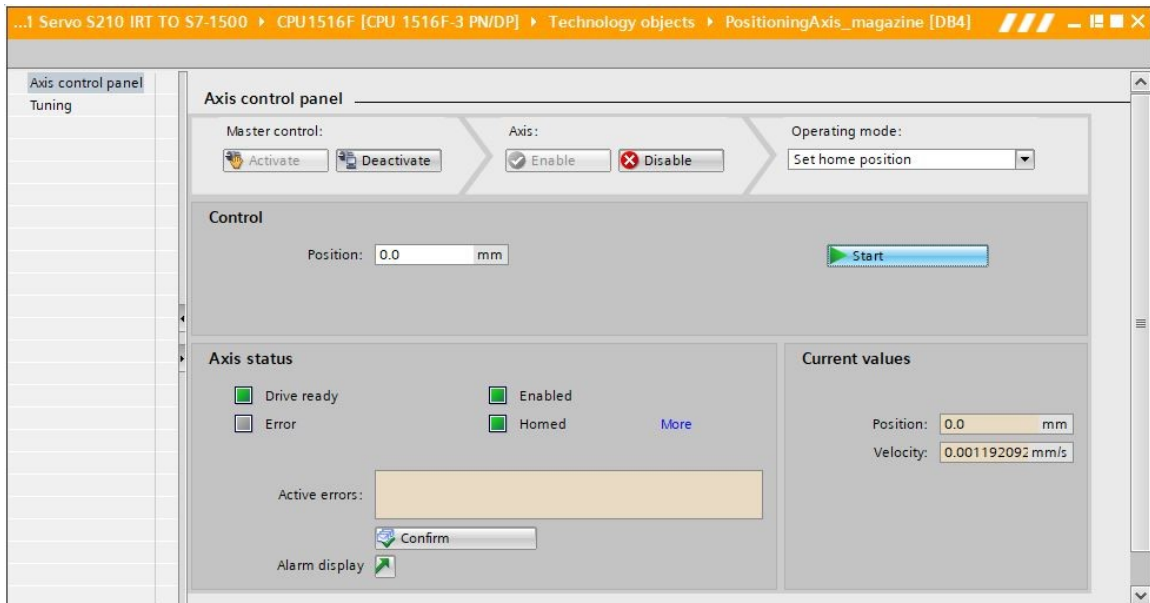 ...1 Servo S210 IRT TO S7-1500 ▸ CPU1516F [CPU 1516F-3 PN/DP] ▸ Technology objects ▸ PositioningAxis_magazine [DB4]
Axis control panel
Tuning
Axis control panel
Master control: Axis: Operating mode:
Activate Deactivate Enable Disable Set home position
Control
Position: 0.0 mm Start
Axis status Current values
Drive ready Enabled
Error Homed More
Position: 0.0 mm
Velocity: 0.001192092 mm/s
Active errors:
Confirm
Alarm display